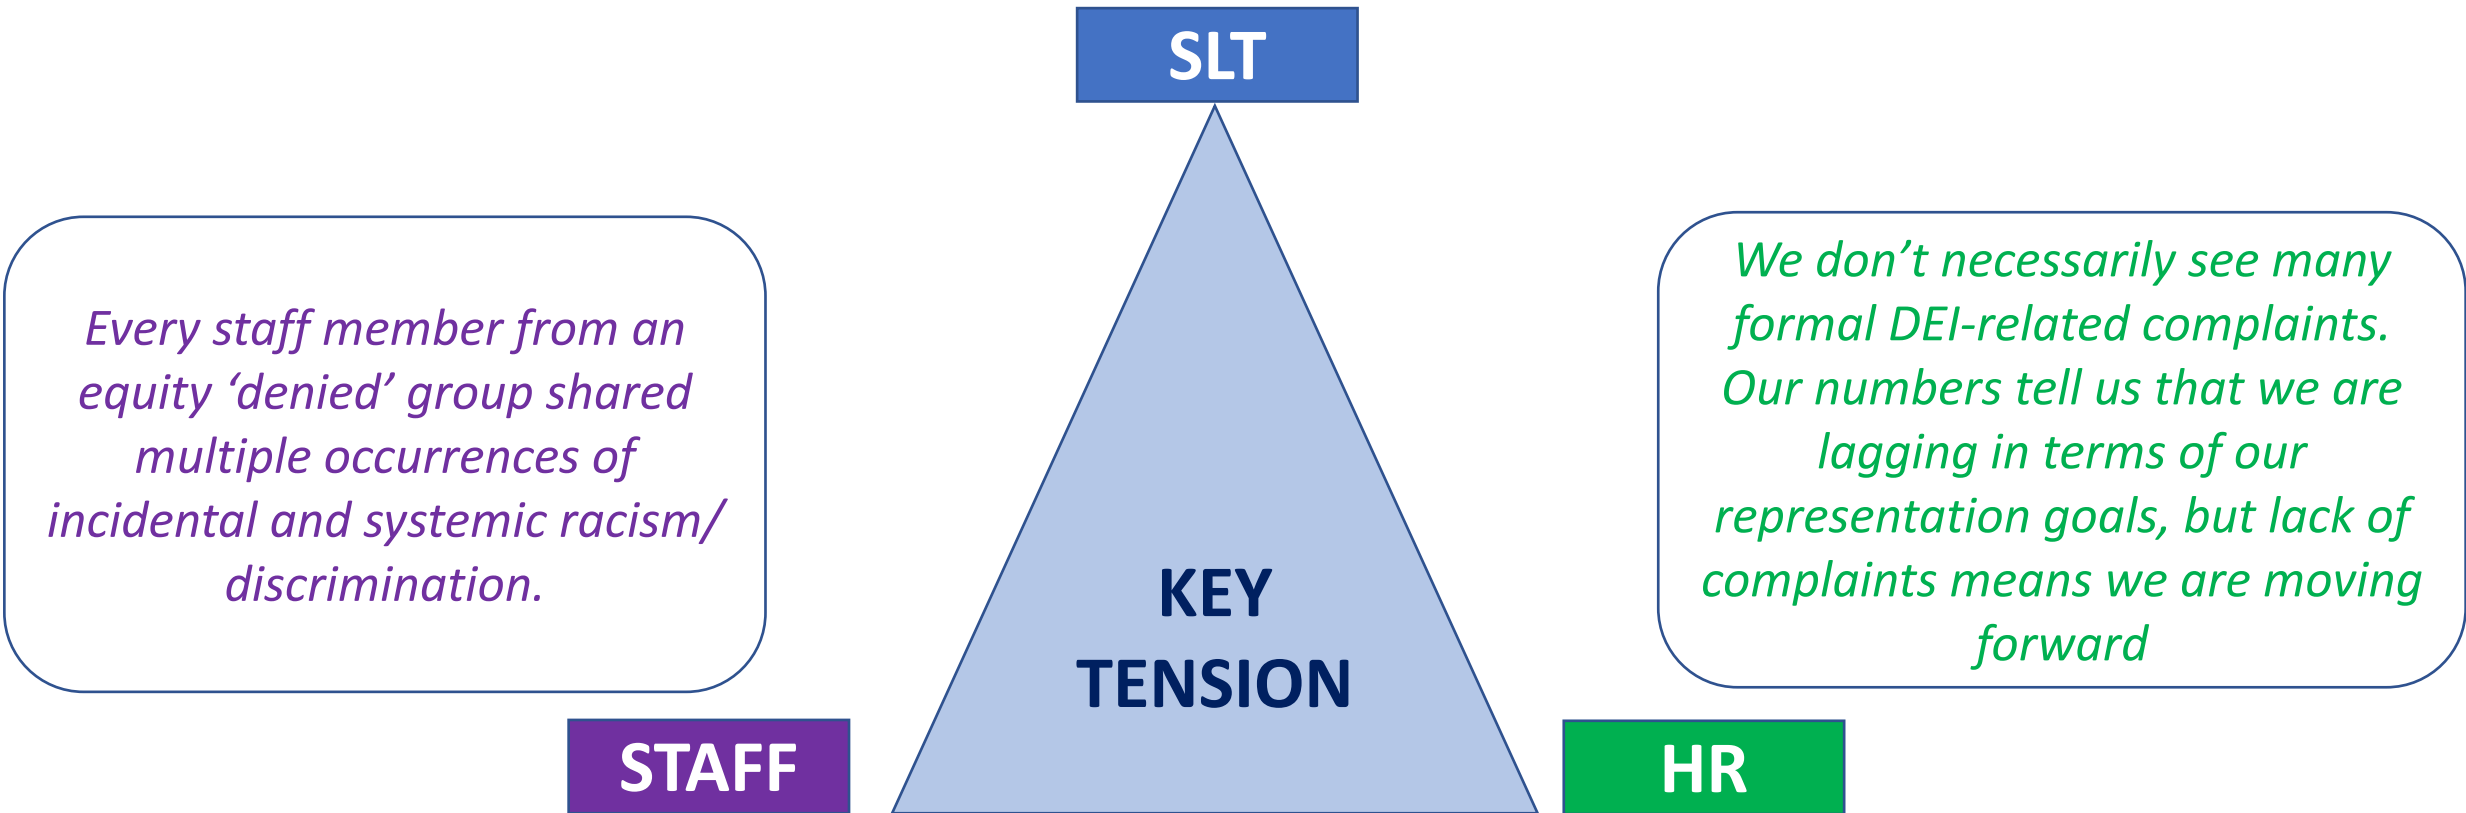 SLT
Every staff member from an
equity ‘denied’ group shared
multiple occurrences of
incidental and systemic racism/
discrimination.
KEY
TENSION
We don’t necessarily see many
formal DEI-related complaints.
Our numbers tell us that we are
lagging in terms of our
representation goals, but lack of
complaints means we are moving
forward
STAFF
HR